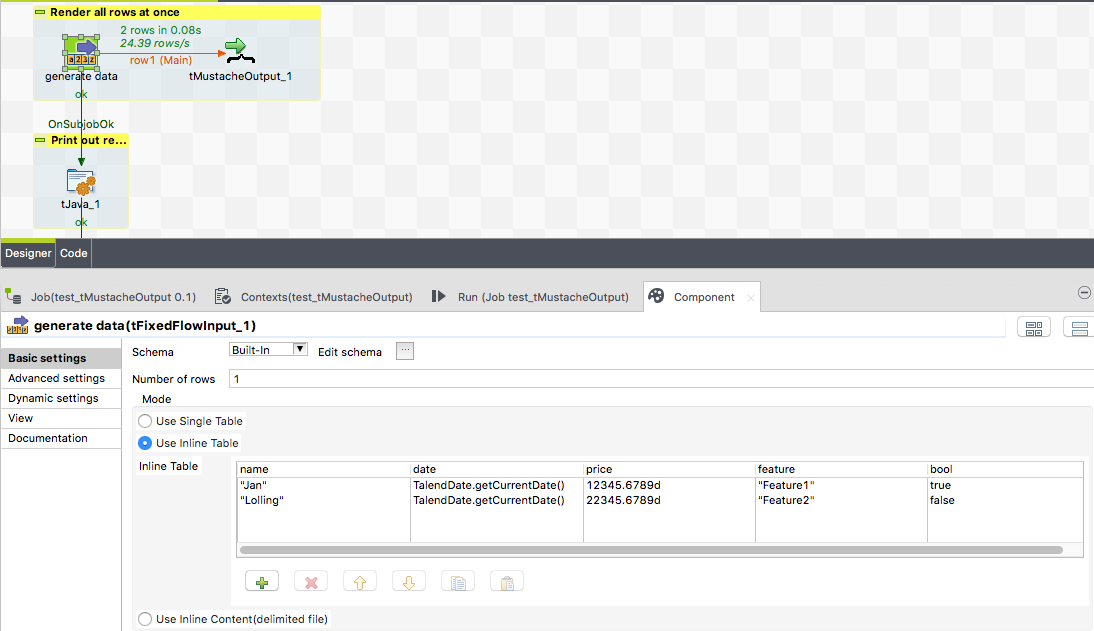 Render all rows at once
2 rows in 0.08s
24.39 rows/s
row1 (Main)
generate data
tMustacheOutput_1
ok
OnSubjobOk
Print out re...
tJava_1
ok
Designer
Code
Job(test_tMustacheOutput 0.1)
Contexts(test_tMustacheOutput)
Run (Job test_tMustacheOutput)
Component
generate data(tFixedFlowInput_1)
Basic settings
Advanced settings
Dynamic settings
View
Documentation
Schema
Built-In
Edit schema
...
Number of rows
1
Mode
Use Single Table
Use Inline Table
Inline Table
name date price feature bool
"Jan" TalendDate.getCurrentDate() 12345.6789d "Feature1" true
"Lolling" TalendDate.getCurrentDate() 22345.6789d "Feature2" false
Use Inline Content(delimited file)